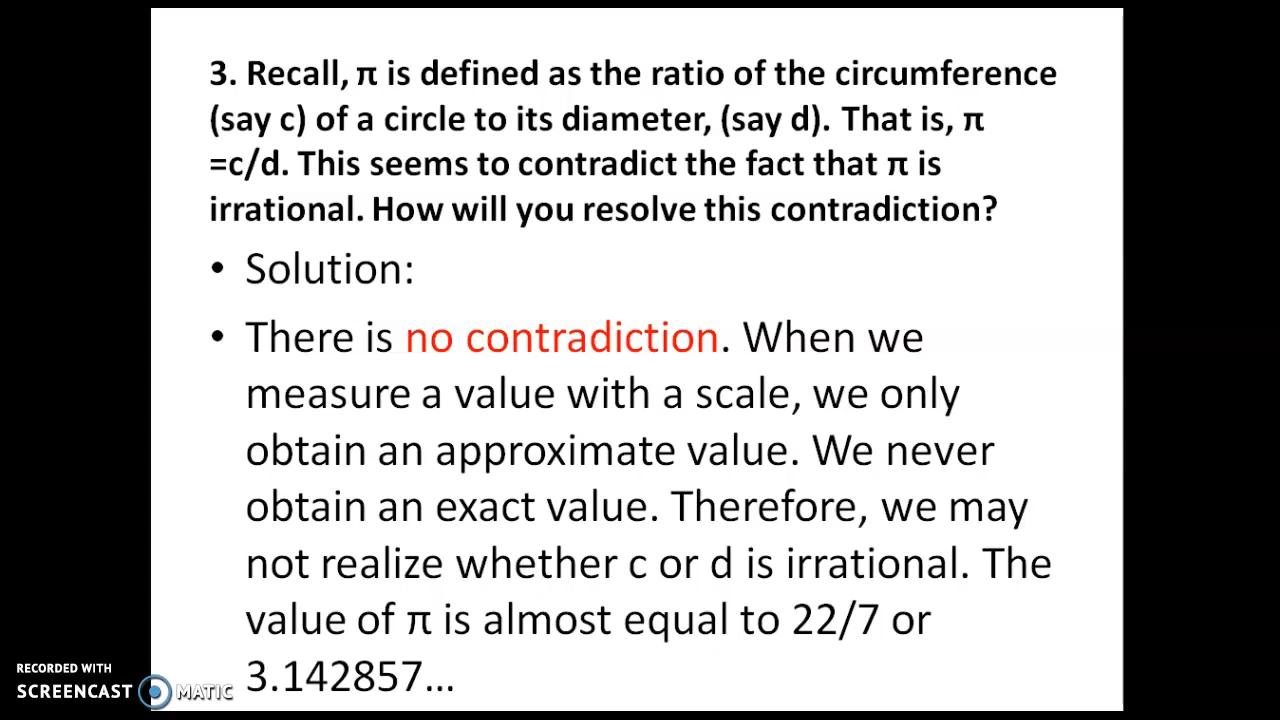 3. Recall, π is defined as the ratio of the circumference
(say c) of a circle to its diameter, (say d). That is, π
=c/d. This seems to contradict the fact that π is
irrational. How will you resolve this contradiction?
• Solution:
• There is no contradiction. When we
measure a value with a scale, we only
obtain an approximate value. We never
obtain an exact value. Therefore, we may
not realize whether c or d is irrational. The
value of π is almost equal to 22/7 or
3.142857...
RECORDED WITH
SCREENCAST MATIC